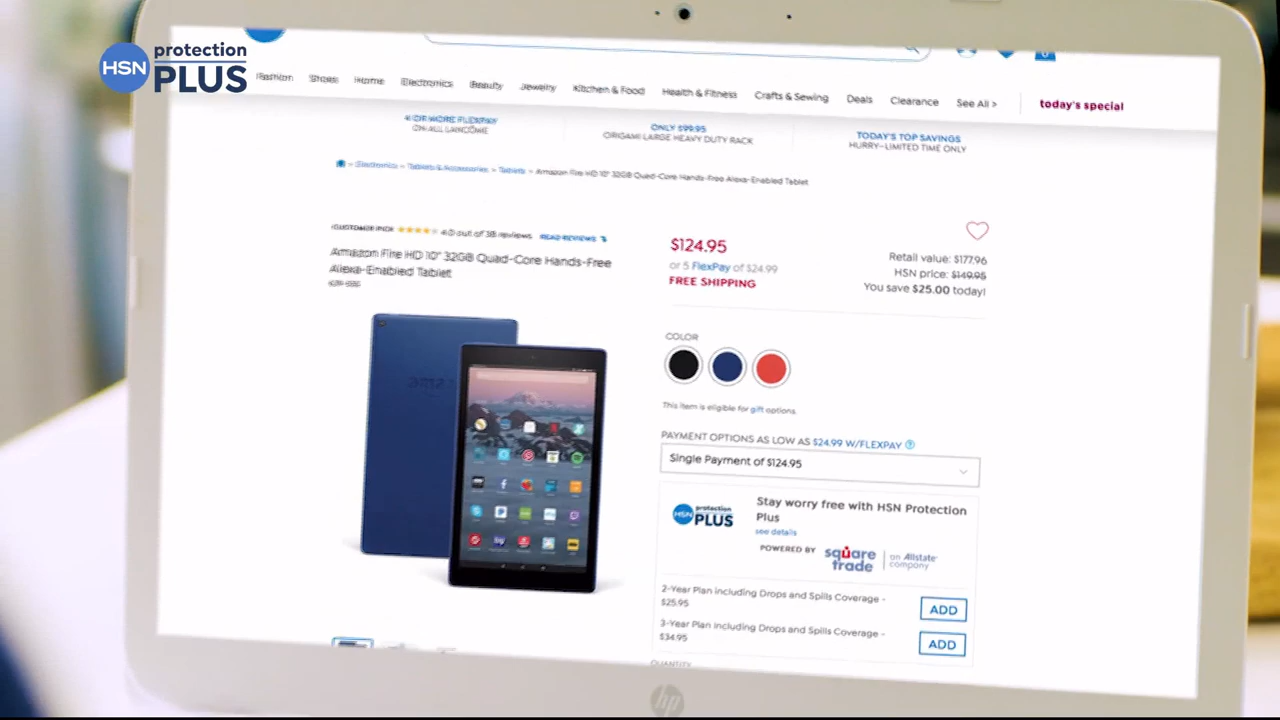 HSN protection PLUS
Fashion Shoes Home Electronics Beauty Jewelry Kitchen & Food Health & Fitness Crafts & Sewing Deals Clearance See All > today's special
4 OR MORE FLEXPAY
ON ALL LANCOME
ONLY $99.95
ORIGAMI LARGE HEAVY DUTY RACK
TODAY'S TOP SAVINGS
HURRY–LIMITED TIME ONLY
> Electronics > Tablets & Accessories > Tablets > Amazon Fire HD 10" 32GB Quad-Core Hands-Free Alexa-Enabled Tablet
CUSTOMER PICK 4.0 out of 38 reviews READ REVIEWS
Amazon Fire HD 10" 32GB Quad-Core Hands-Free
Alexa-Enabled Tablet
$124.95
or 5 FlexPay of $24.99
FREE SHIPPING
Retail value: $177.96
HSN price: $149.95
You save $25.00 today!
COLOR
This item is eligible for gift options.
PAYMENT OPTIONS AS LOW AS $24.99 W/FLEXPAY
Single Payment of $124.95
HSN protection PLUS
Stay worry free with HSN Protection
Plus
see details
POWERED BY square trade an Allstate company
2-Year Plan including Drops and Spills Coverage -
$25.95
ADD
3-Year Plan including Drops and Spills Coverage -
$34.95
ADD
QUANTITY
hp